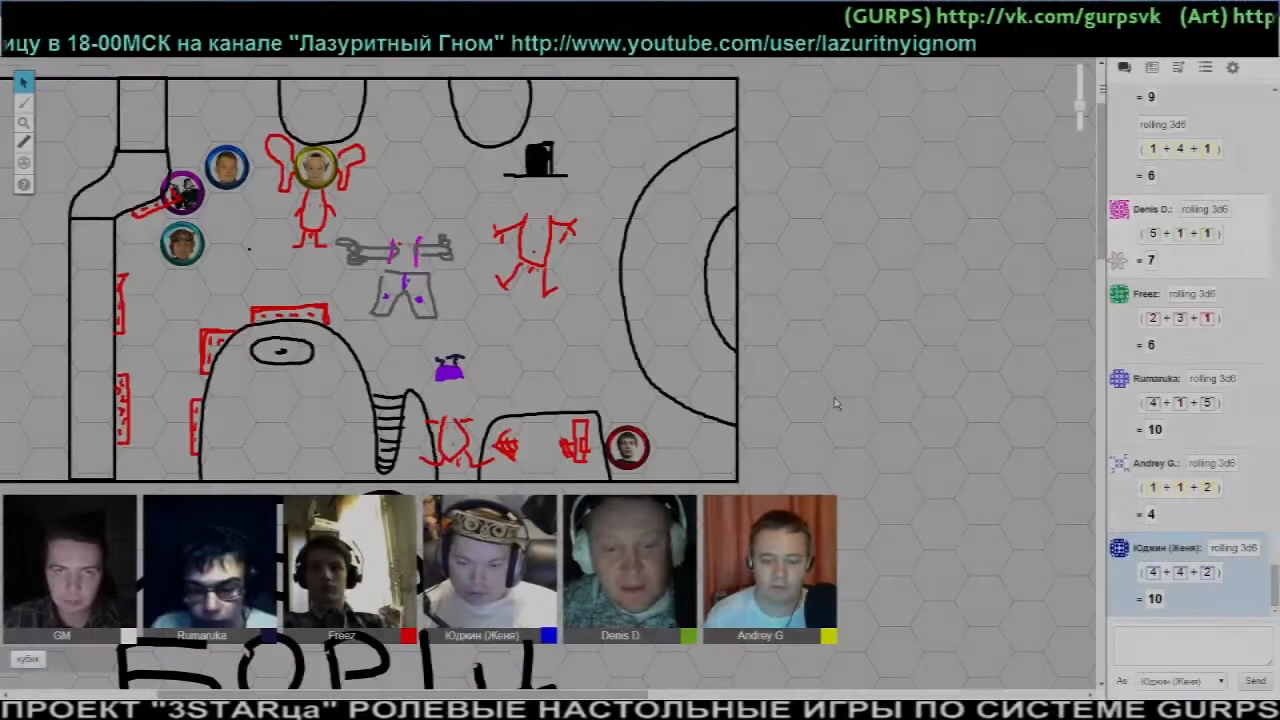 (GURPS) http://vk.com/gurpsvk (Art) http
ицу в 18-00МСК на канале "Лазуритный Гном" http://www.youtube.com/user/lazuritnyignom
= 9
rolling 3d6
( 1 + 4 + 1 )
= 6
Denis D.: rolling 3d6
( 5 + 1 + 1 )
= 7
Freez: rolling 3d6
( 2 + 3 + 1 )
= 6
Rumaruka: rolling 3d6
( 4 + 1 + 5 )
= 10
Andrey G.: rolling 3d6
( 1 + 1 + 2 )
= 4
Юджин (Женя): rolling 3d6
( 4 + 4 + 2 )
= 10
GM Rumaruka Freez Юджин (Женя) Denis D Andrey G
кубик
БОРЦ
As: Юджин (Женя) Send
ПРОЕКТ "3STARца" РОЛЕВЫЕ НАСТОЛЬНЫЕ ИГРЫ ПО СИСТЕМЕ GURPS